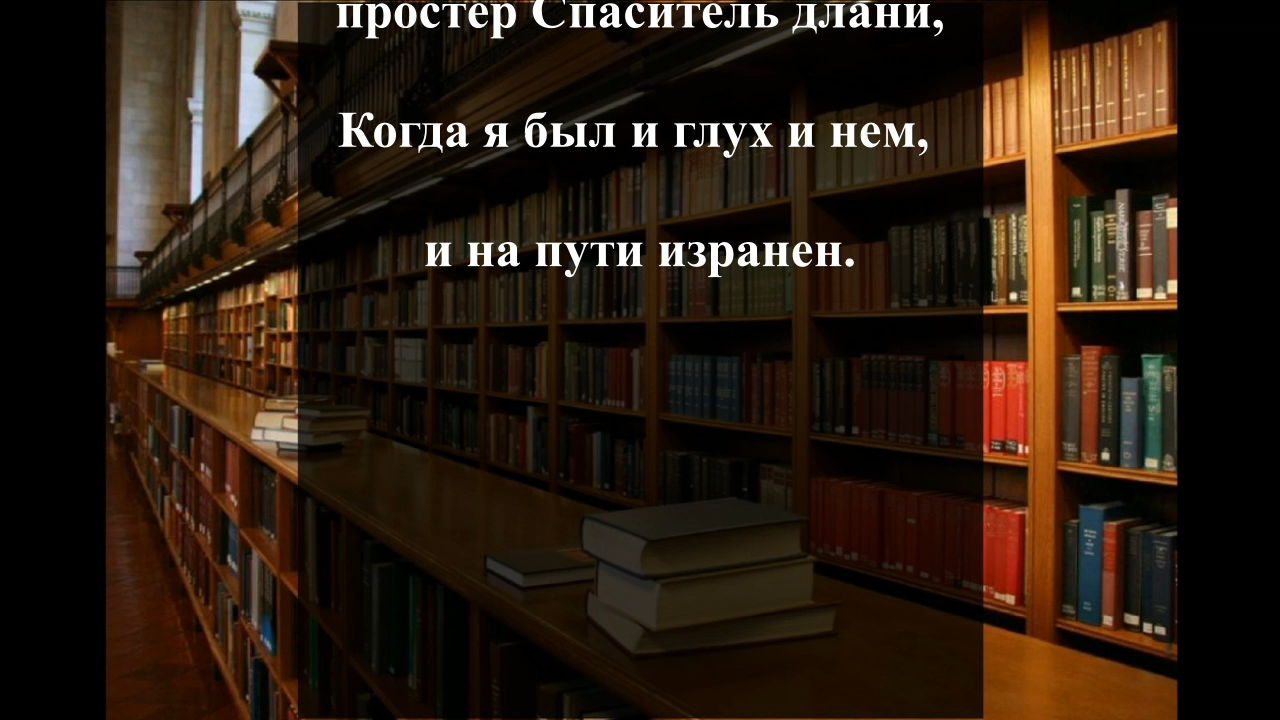 простер Спаситель длани,
Когда я был и глух и нем,
и на пути изранен.